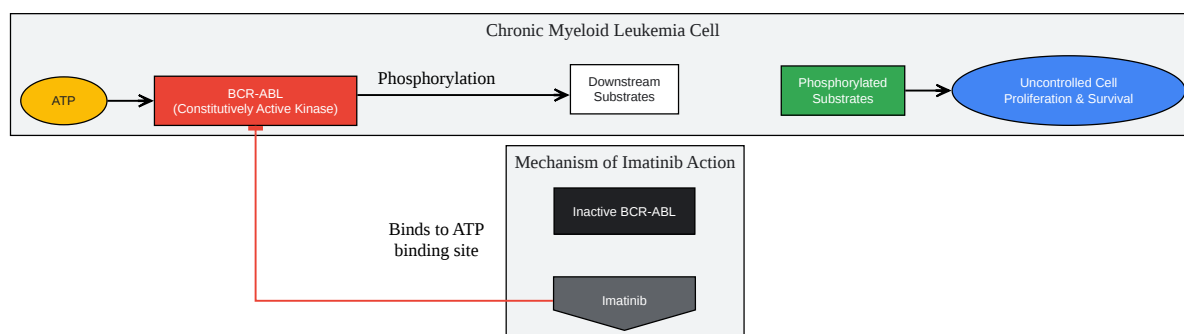 Chronic Myeloid Leukemia Cell
ATP
BCR-ABL
(Constitutively Active Kinase)
Phosphorylation
Downstream
Substrates
Phosphorylated
Substrates
Uncontrolled Cell
Proliferation & Survival
Mechanism of Imatinib Action
Inactive BCR-ABL
Binds to ATP
binding site
Imatinib